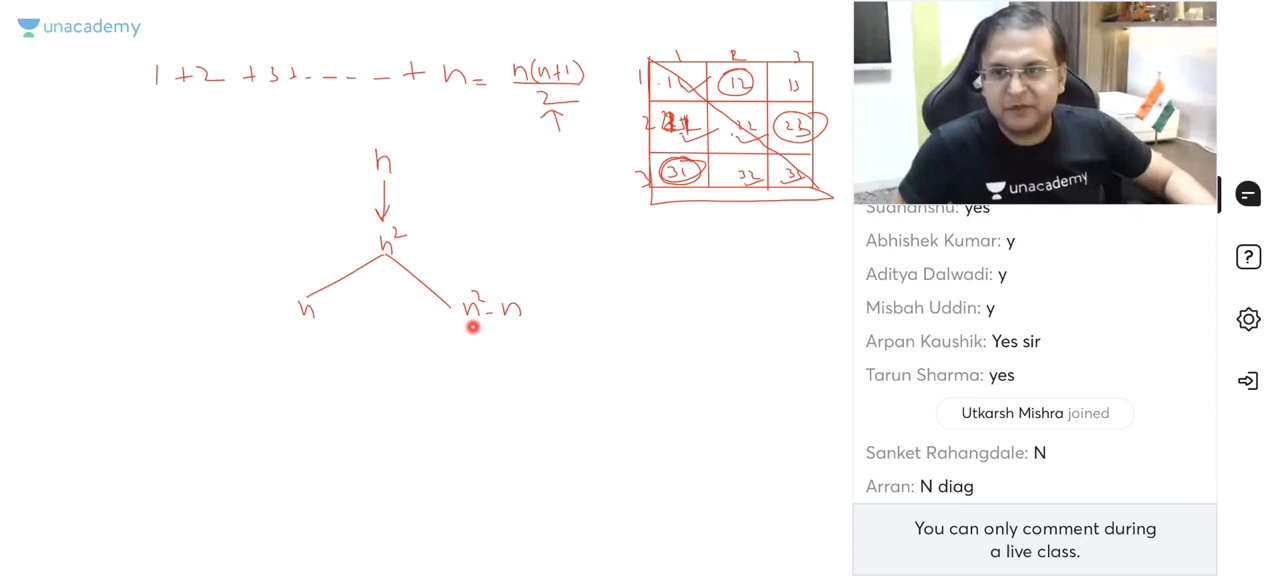 unacademy
1 + 2 + 3 + - - - - + n = n(n+1)/2
n
n²
n
n² - n
1 2 3
1 11 12 13
2 21 22 23
3 31 32 33
unacademy
Sudhanshu: yes
Abhishek Kumar: y
Aditya Dalwadi: y
Misbah Uddin: y
Arpan Kaushik: Yes sir
Tarun Sharma: yes
Utkarsh Mishra joined
Sanket Rahangdale: N
Arran: N diag
You can only comment during
a live class.